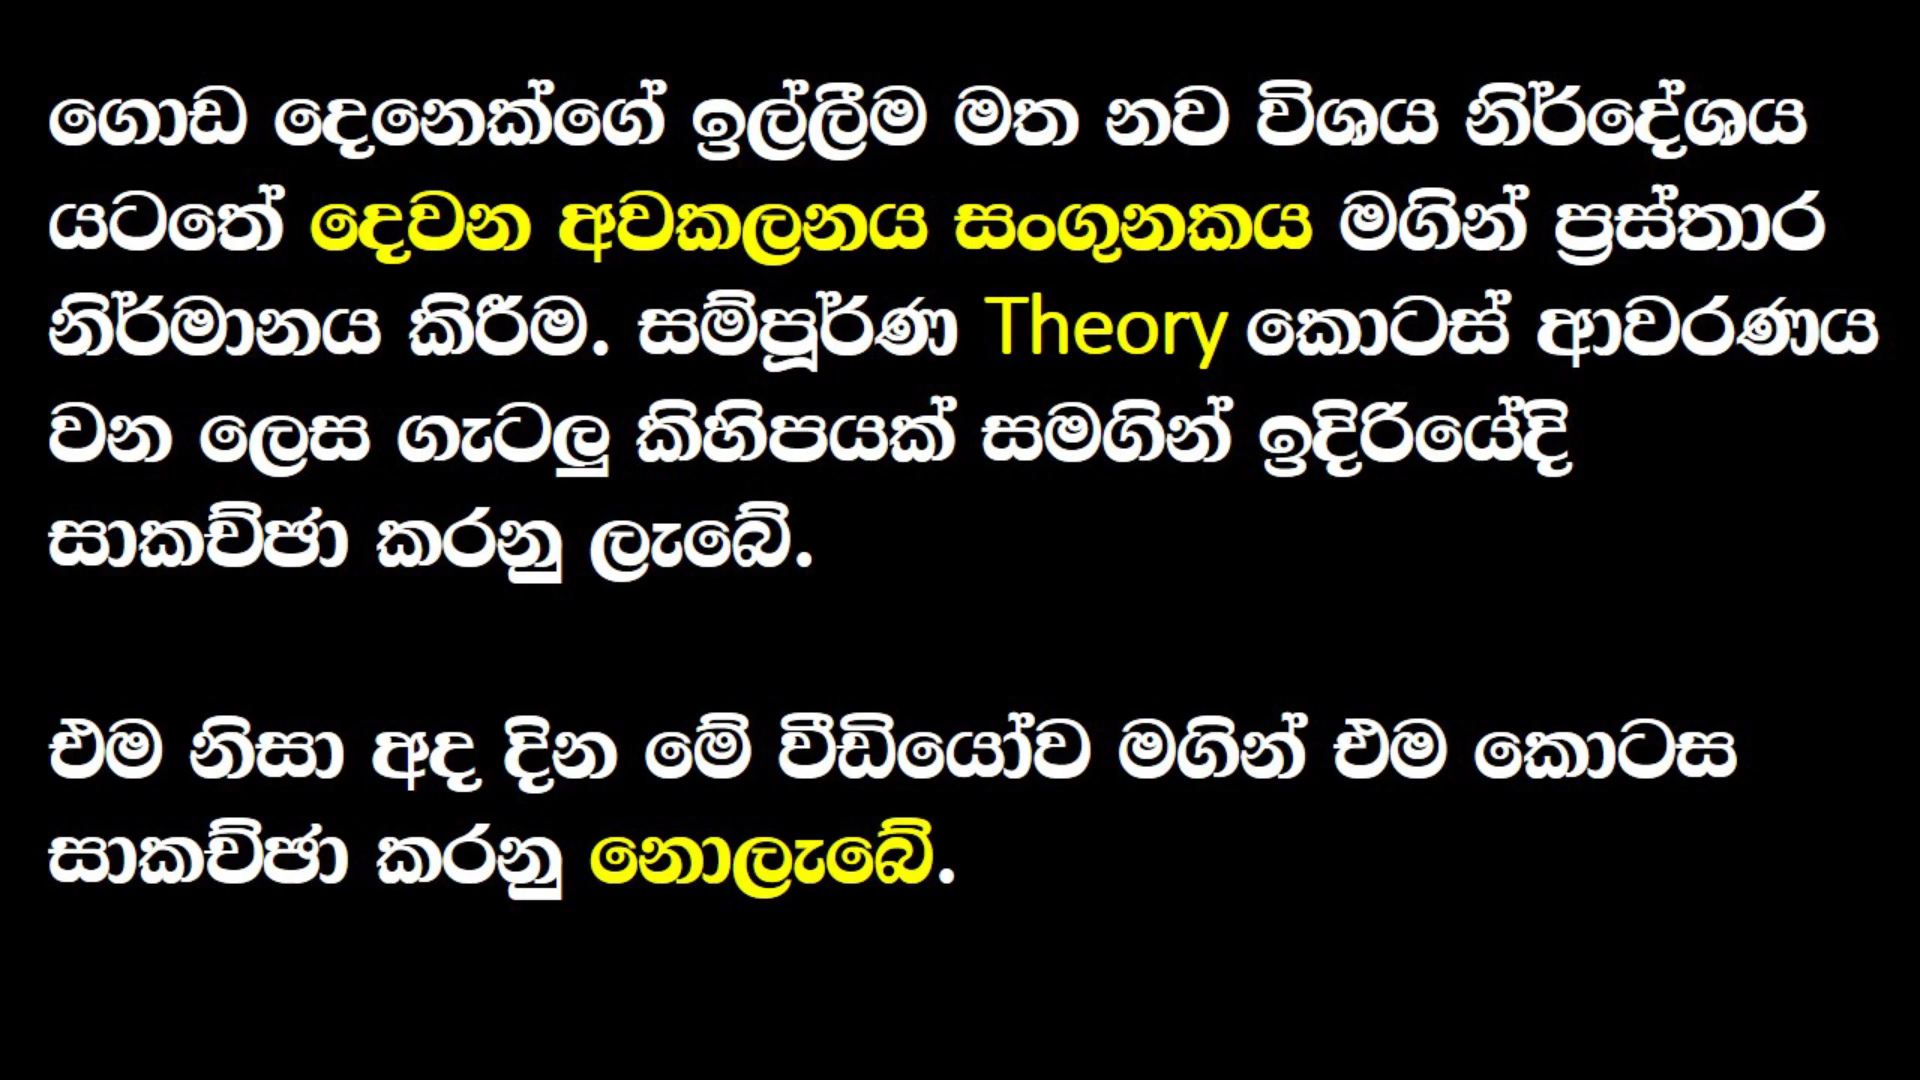 ගොඩ දෙනෙක්ගේ ඉල්ලීම මත නව විශය නිර්දේශය
යටතේ දෙවන අවකලනය සංගුනකය මගින් ප්‍රස්තාර
නිර්මානය කිරීම. සම්පූර්ණ Theory කොටස් ආවරණය
වන ලෙස ගැටලු කිහිපයක් සමගින් ඉදිරියේදි
සාකච්ඡා කරනු ලැබේ.
එම නිසා අද දින මේ වීඩියෝව මගින් එම කොටස
සාකච්ඡා කරනු නොලැබේ.